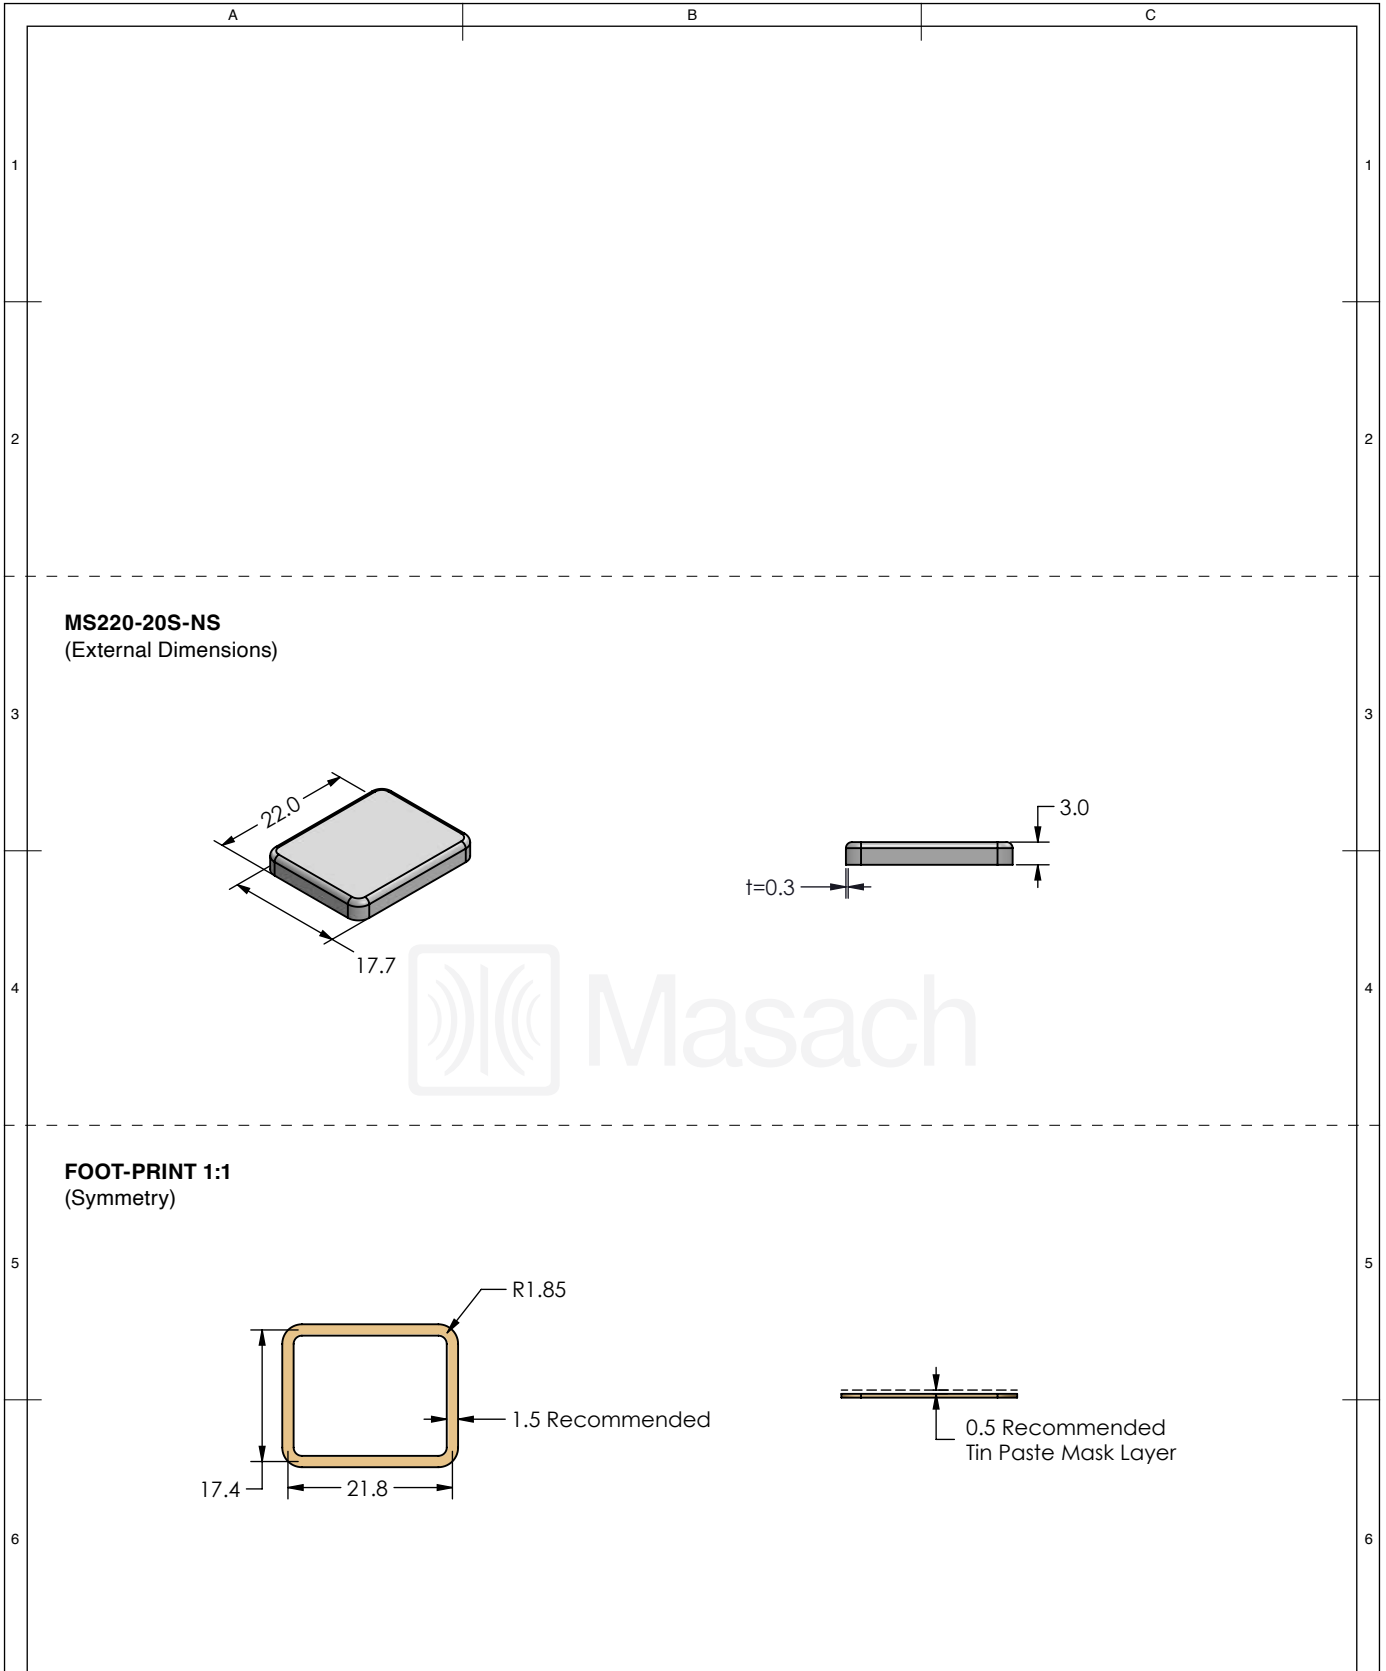 A
B
C
1
1
2
2
MS220-20S-NS
(External Dimensions)
3
3
22.0
3.0
t=0.3
17.7
Masach
4
4
FOOT-PRINT 1:1
(Symmetry)
5
5
R1.85
1.5 Recommended
0.5 Recommended
Tin Paste Mask Layer
17.4
21.8
6
6